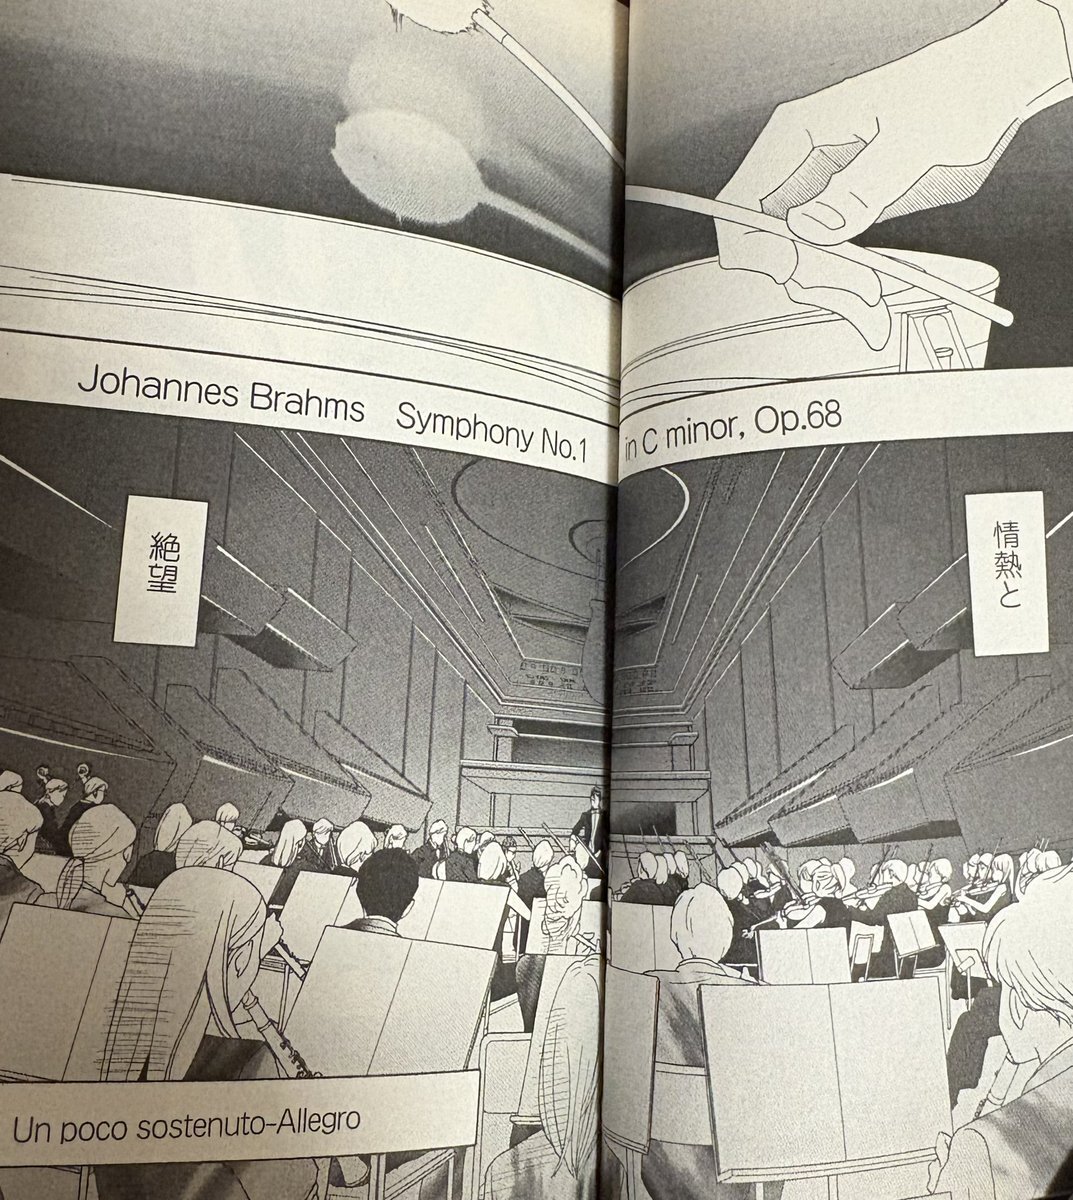 Johannes Brahms Symphony No.1 in C minor, Op.68
情熱と
絶望
Un poco sostenuto-Allegro